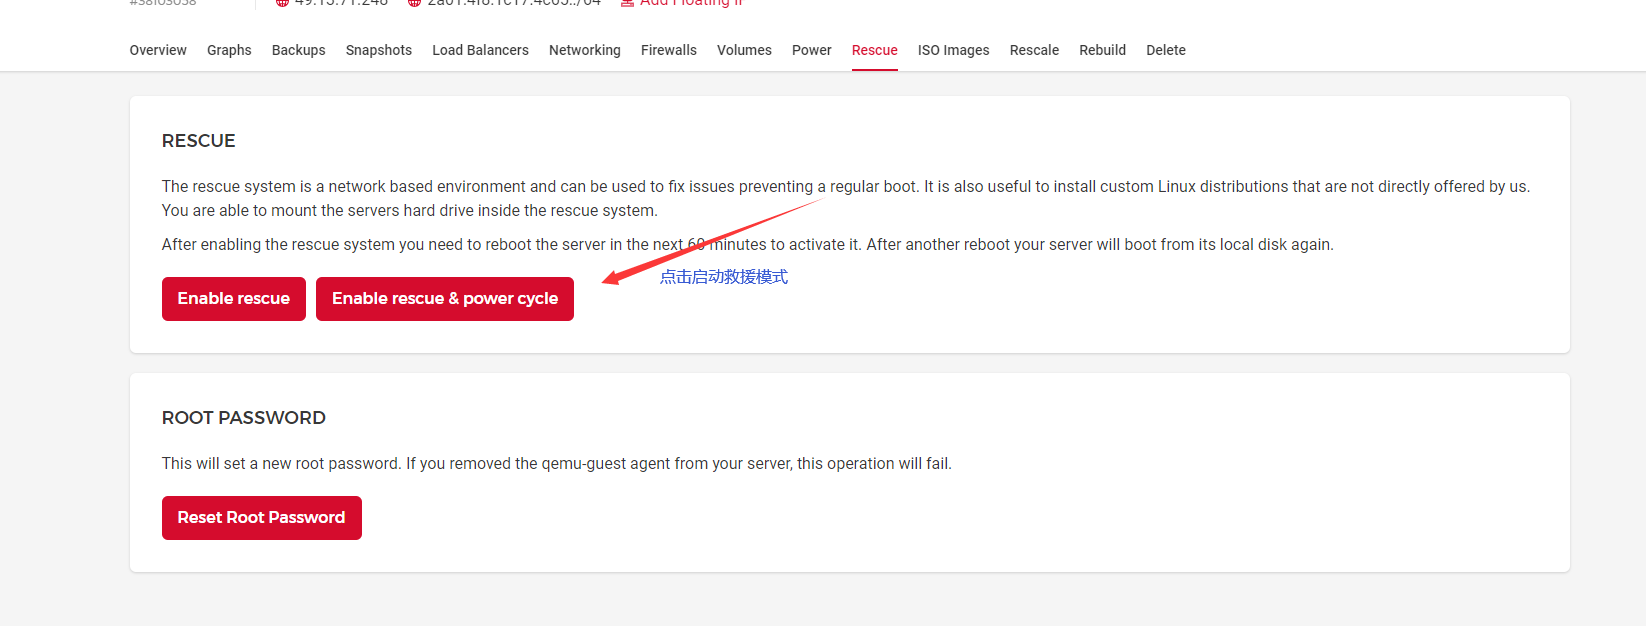 Add Floating IP
Overview Graphs Backups Snapshots Load Balancers Networking Firewalls Volumes Power Rescue ISO Images Rescale Rebuild Delete
RESCUE
The rescue system is a network based environment and can be used to fix issues preventing a regular boot. It is also useful to install custom Linux distributions that are not directly offered by us.
You are able to mount the servers hard drive inside the rescue system.
After enabling the rescue system you need to reboot the server in the next 60 minutes to activate it. After another reboot your server will boot from its local disk again.
点击启动救援模式
Enable rescue Enable rescue & power cycle
ROOT PASSWORD
This will set a new root password. If you removed the qemu-guest agent from your server, this operation will fail.
Reset Root Password